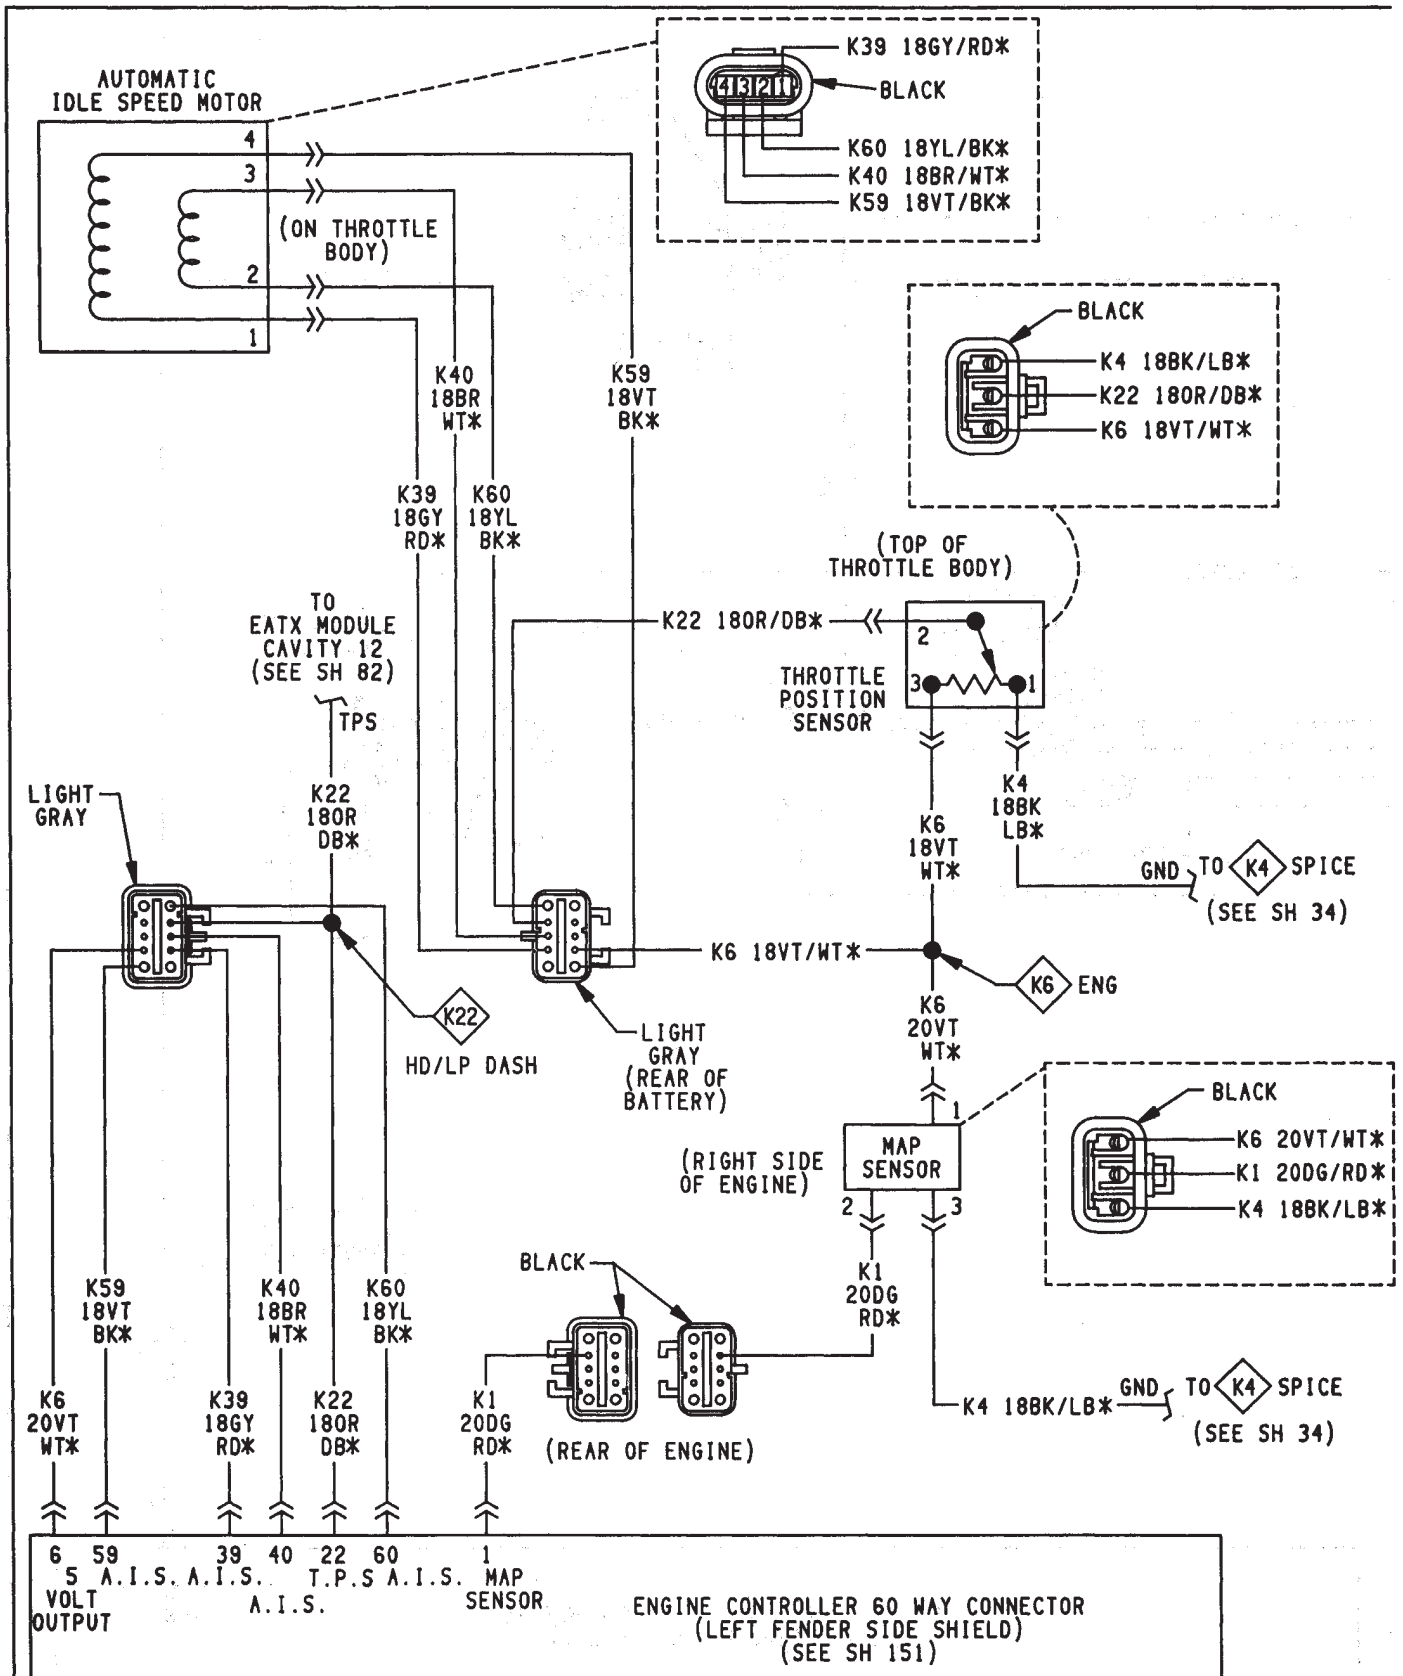 AUTOMATIC
IDLE SPEED MOTOR
4
3
(ON THROTTLE
BODY)
2
1
K39 18GY/RD*
4 3 2 1
BLACK
K60 18YL/BK*
K40 18BR/WT*
K59 18VT/BK*
BLACK
K4 18BK/LB*
K22 18OR/DB*
K6 18VT/WT*
K40
18BR
WT*
K59
18VT
BK*
K39
18GY
RD*
K60
18YL
BK*
(TOP OF
THROTTLE BODY)
TO
EATX MODULE
CAVITY 12
(SEE SH 82)
TPS
K22 18OR/DB*
2
3
1
THROTTLE
POSITION
SENSOR
LIGHT
GRAY
K22
18OR
DB*
K6
18VT
WT*
K4
18BK
LB*
GND
TO K4 SPICE
(SEE SH 34)
K6 18VT/WT*
K6 ENG
K22
HD/LP DASH
K6
20VT
WT*
LIGHT
GRAY
(REAR OF
BATTERY)
1
MAP
SENSOR
(RIGHT SIDE
OF ENGINE)
2
3
BLACK
K6 20VT/WT*
K1 20DG/RD*
K4 18BK/LB*
BLACK
K1
20DG
RD*
K59
18VT
BK*
K40
18BR
WT*
K60
18YL
BK*
K6
20VT
WT*
K39
18GY
RD*
K22
18OR
DB*
K1
20DG
RD*
(REAR OF ENGINE)
K4 18BK/LB*
GND
TO K4 SPICE
(SEE SH 34)
6 59 39 40 22 60 1
5 A.I.S. A.I.S. T.P.S A.I.S. MAP
VOLT A.I.S. SENSOR
OUTPUT
ENGINE CONTROLLER 60 WAY CONNECTOR
(LEFT FENDER SIDE SHIELD)
(SEE SH 151)